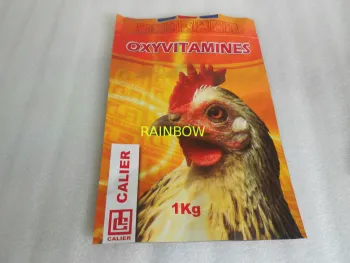 OXYVITAMINES
RAINBOW
CALIER
1Kg
CALIER